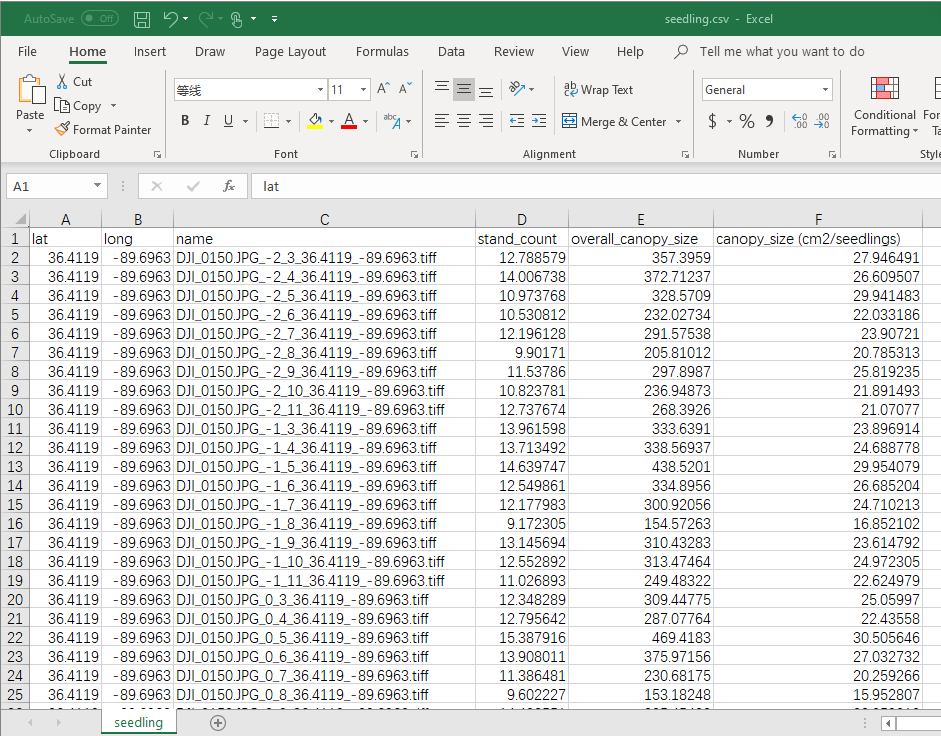 AutoSave Off seedling.csv - Excel
File Home Insert Draw Page Layout Formulas Data Review View Help Tell me what you want to do
Paste
Cut
Copy
Format Painter
Clipboard
等线 11
B I U A abc A
Font
ab Wrap Text
Merge & Center
Alignment
General
$ % 9
Number
Conditional
Formatting
For
Ta
Style
A1 fx lat
A B C D E F
1 lat long name stand_count overall_canopy_size canopy_size (cm2/seedlings)
2 36.4119 -89.6963 DJI_0150.JPG_-2_3_36.4119_-89.6963.tiff 12.788579 357.3959 27.946491
3 36.4119 -89.6963 DJI_0150.JPG_-2_4_36.4119_-89.6963.tiff 14.006738 372.71237 26.609507
4 36.4119 -89.6963 DJI_0150.JPG_-2_5_36.4119_-89.6963.tiff 10.973768 328.5709 29.941483
5 36.4119 -89.6963 DJI_0150.JPG_-2_6_36.4119_-89.6963.tiff 10.530812 232.02734 22.033186
6 36.4119 -89.6963 DJI_0150.JPG_-2_7_36.4119_-89.6963.tiff 12.196128 291.57538 23.90721
7 36.4119 -89.6963 DJI_0150.JPG_-2_8_36.4119_-89.6963.tiff 9.90171 205.81012 20.785313
8 36.4119 -89.6963 DJI_0150.JPG_-2_9_36.4119_-89.6963.tiff 11.53786 297.8987 25.819235
9 36.4119 -89.6963 DJI_0150.JPG_-2_10_36.4119_-89.6963.tiff 10.823781 236.94873 21.891493
10 36.4119 -89.6963 DJI_0150.JPG_-2_11_36.4119_-89.6963.tiff 12.737674 268.3926 21.07077
11 36.4119 -89.6963 DJI_0150.JPG_-1_3_36.4119_-89.6963.tiff 13.961598 333.6391 23.896914
12 36.4119 -89.6963 DJI_0150.JPG_-1_4_36.4119_-89.6963.tiff 13.713492 338.56937 24.688778
13 36.4119 -89.6963 DJI_0150.JPG_-1_5_36.4119_-89.6963.tiff 14.639747 438.5201 29.954079
14 36.4119 -89.6963 DJI_0150.JPG_-1_6_36.4119_-89.6963.tiff 12.549861 334.8956 26.685204
15 36.4119 -89.6963 DJI_0150.JPG_-1_7_36.4119_-89.6963.tiff 12.177983 300.92056 24.710213
16 36.4119 -89.6963 DJI_0150.JPG_-1_8_36.4119_-89.6963.tiff 9.172305 154.57263 16.852102
17 36.4119 -89.6963 DJI_0150.JPG_-1_9_36.4119_-89.6963.tiff 13.145694 310.43283 23.614792
18 36.4119 -89.6963 DJI_0150.JPG_-1_10_36.4119_-89.6963.tiff 12.552892 313.47464 24.972305
19 36.4119 -89.6963 DJI_0150.JPG_-1_11_36.4119_-89.6963.tiff 11.026893 249.48322 22.624979
20 36.4119 -89.6963 DJI_0150.JPG_0_3_36.4119_-89.6963.tiff 12.348289 309.44775 25.05997
21 36.4119 -89.6963 DJI_0150.JPG_0_4_36.4119_-89.6963.tiff 12.795642 287.07764 22.43558
22 36.4119 -89.6963 DJI_0150.JPG_0_5_36.4119_-89.6963.tiff 15.387916 469.4183 30.505646
23 36.4119 -89.6963 DJI_0150.JPG_0_6_36.4119_-89.6963.tiff 13.908011 375.97156 27.032732
24 36.4119 -89.6963 DJI_0150.JPG_0_7_36.4119_-89.6963.tiff 11.386481 230.68175 20.259266
25 36.4119 -89.6963 DJI_0150.JPG_0_8_36.4119_-89.6963.tiff 9.602227 153.18248 15.952807
seedling